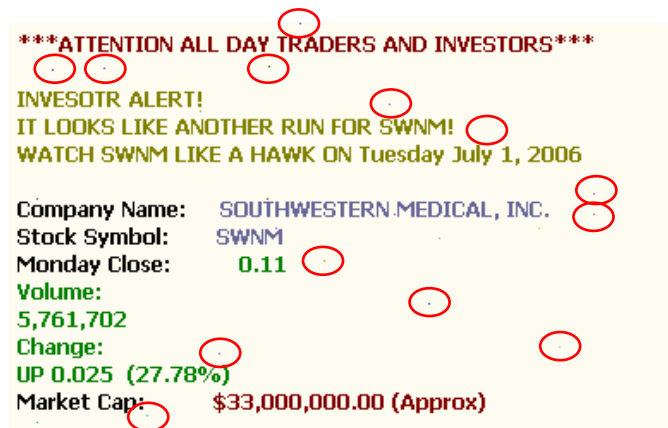 ***ATTENTION ALL DAY TRADERS AND INVESTORS***
INVESOTR ALERT!
IT LOOKS LIKE ANOTHER RUN FOR SWNM!
WATCH SWNM LIKE A HAWK ON Tuesday July 1, 2006
Company Name: SOUTHWESTERN MEDICAL, INC.
Stock Symbol: SWNM
Monday Close: 0.11
Volume:
5,761,702
Change:
UP 0.025 (27.78%)
Market Cap: $33,000,000.00 (Approx)